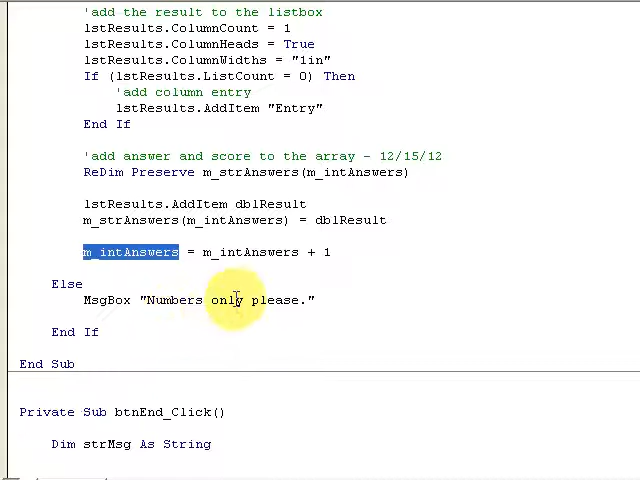 'add the result to the listbox
lstResults.ColumnCount = 1
lstResults.ColumnHeads = True
lstResults.ColumnWidths = "1in"
If (lstResults.ListCount = 0) Then
'add column entry
lstResults.AddItem "Entry"
End If
'add answer and score to the array - 12/15/12
ReDim Preserve m_strAnswers(m_intAnswers)
lstResults.AddItem dblResult
m_strAnswers(m_intAnswers) = dblResult
m_intAnswers = m_intAnswers + 1
Else
MsgBox "Numbers only please."
End If
End Sub
Private Sub btnEnd_Click()
Dim strMsg As String